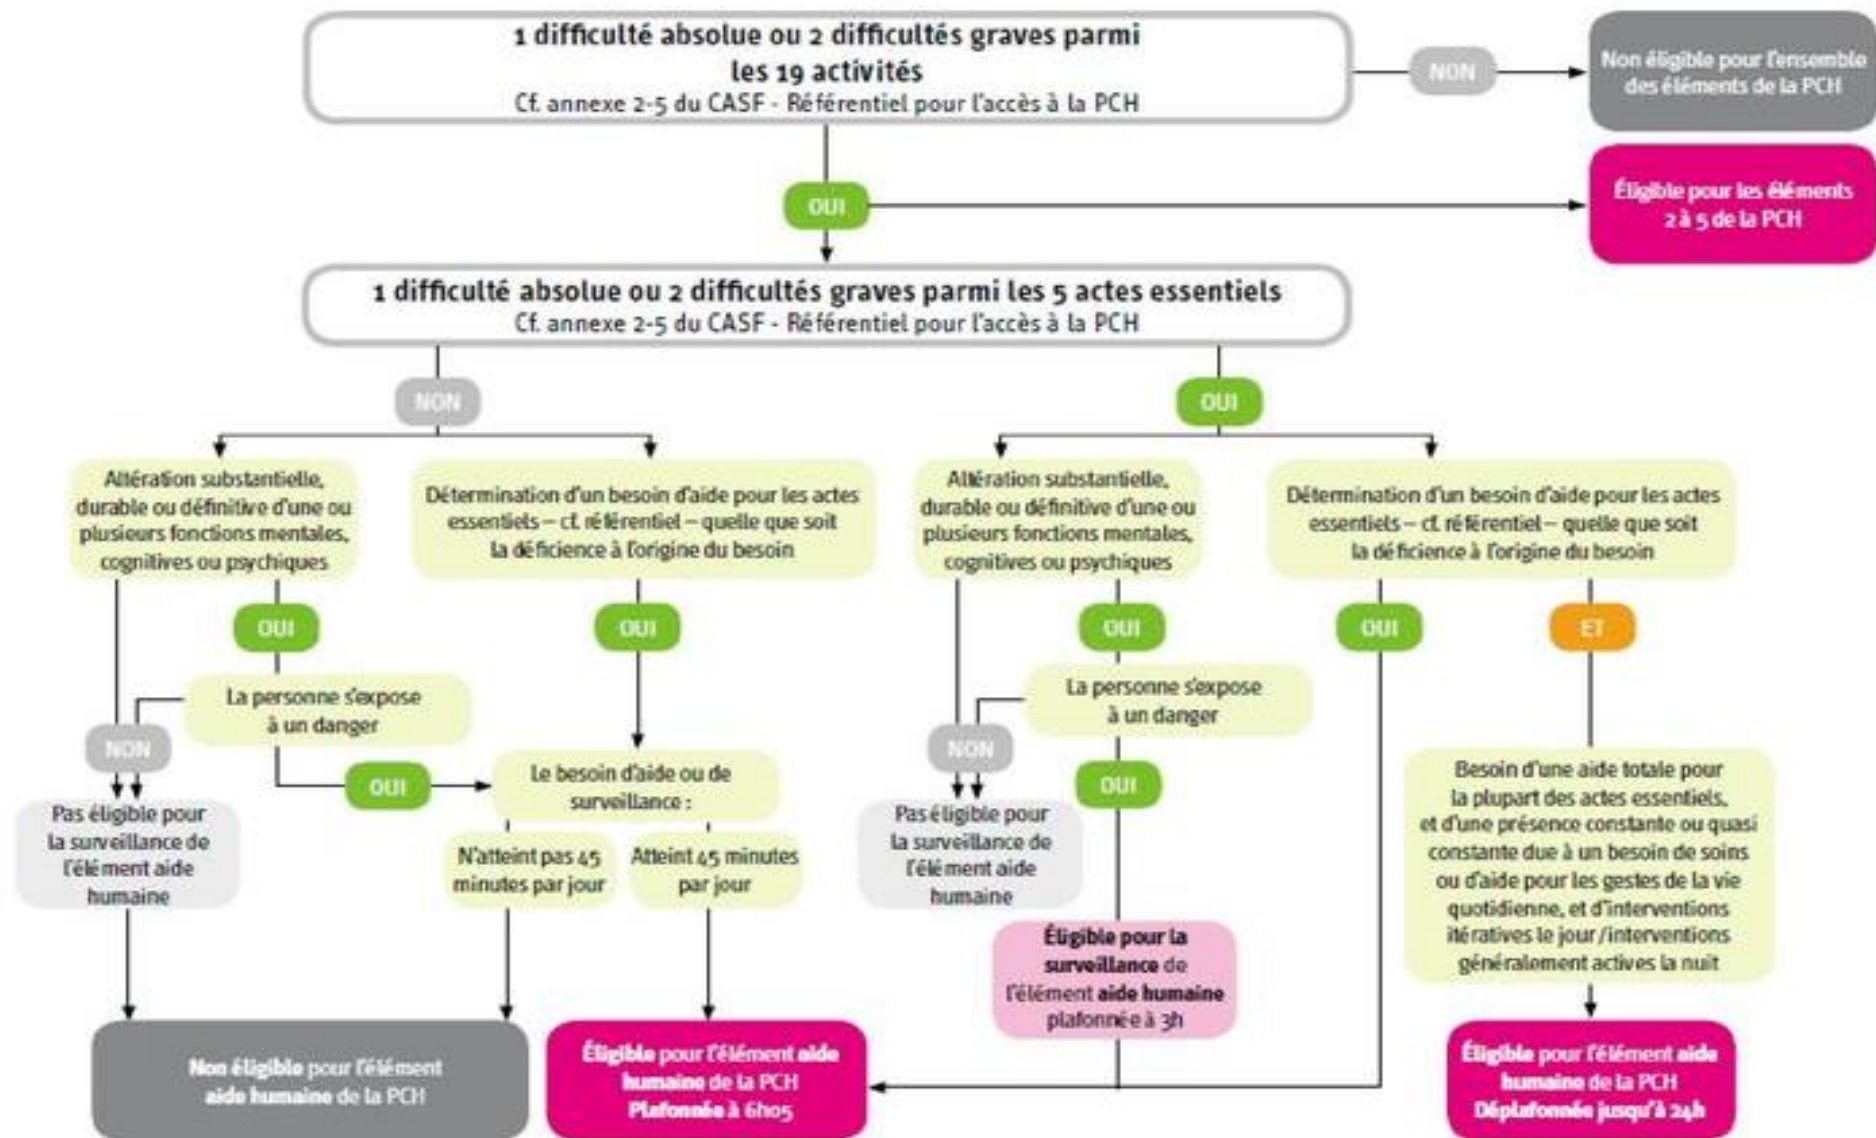 1 difficulté absolue ou 2 difficultés graves parmi
les 19 activités
Cf. annexe 2-5 du CASF - Référentiel pour l'accès à la PCH
NON
Non éligible pour l'ensemble
des éléments de la PCH
OUI
Éligible pour les éléments
2 à 5 de la PCH
1 difficulté absolue ou 2 difficultés graves parmi les 5 actes essentiels
Cf. annexe 2-5 du CASF - Référentiel pour l'accès à la PCH
NON
OUI
Altération substantielle,
durable ou définitive d'une ou
plusieurs fonctions mentales,
cognitives ou psychiques
Détermination d'un besoin d'aide pour les actes
essentiels – cf. référentiel – quelle que soit
la déficience à l'origine du besoin
Altération substantielle,
durable ou définitive d'une ou
plusieurs fonctions mentales,
cognitives ou psychiques
Détermination d'un besoin d'aide pour les actes
essentiels – cf. référentiel – quelle que soit
la déficience à l'origine du besoin
OUI
OUI
OUI
OUI
ET
La personne s'expose
à un danger
La personne s'expose
à un danger
NON
OUI
Le besoin d'aide ou de
surveillance :
NON
OUI
Pas éligible pour
la surveillance de
l'élément aide
humaine
N'atteint pas 45
minutes par jour
Atteint 45 minutes
par jour
Pas éligible pour
la surveillance de
l'élément aide
humaine
Besoin d'une aide totale pour
la plupart des actes essentiels,
et d'une présence constante ou quasi
constante due à un besoin de soins
ou d'aide pour les gestes de la vie
quotidienne, et d'interventions
itératives le jour/interventions
généralement actives la nuit
Éligible pour la
surveillance de
l'élément aide humaine
plafonnée à 3h
Non éligible pour l'élément
aide humaine de la PCH
Éligible pour l'élément aide
humaine de la PCH
Plafonnée à 6h05
Éligible pour l'élément aide
humaine de la PCH
Déplafonnée jusqu'à 24h